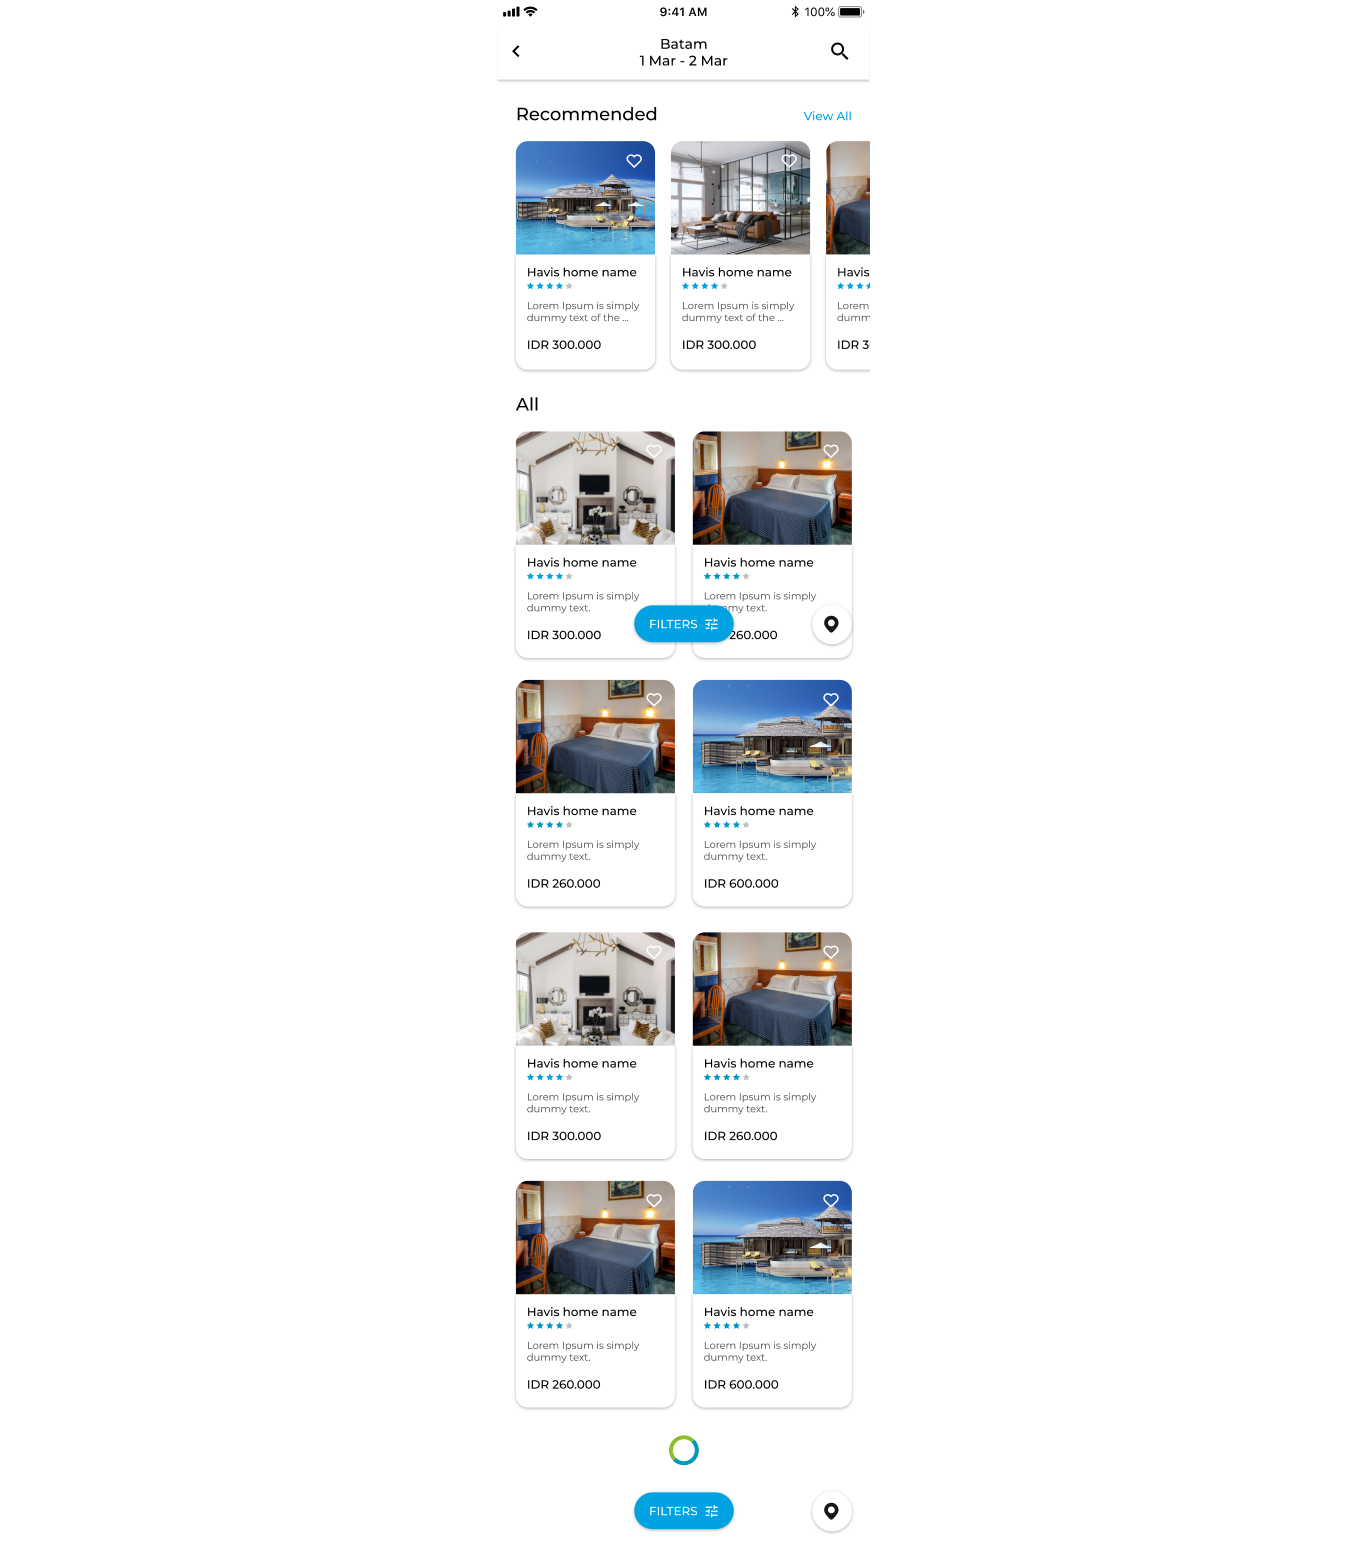 9:41 AM
100%
Batam
1 Mar - 2 Mar
Recommended
View All
Havis home name
Lorem Ipsum is simply
dummy text of the ...
IDR 300.000
Havis home name
Lorem Ipsum is simply
dummy text of the ...
IDR 300.000
Havis
Lorem
dumm
IDR 3
All
Havis home name
Lorem Ipsum is simply
dummy text.
IDR 300.000
Havis home name
Lorem Ipsum is simply
text.
260.000
FILTERS
Havis home name
Lorem Ipsum is simply
dummy text.
IDR 260.000
Havis home name
Lorem Ipsum is simply
dummy text.
IDR 600.000
Havis home name
Lorem Ipsum is simply
dummy text.
IDR 300.000
Havis home name
Lorem Ipsum is simply
dummy text.
IDR 260.000
Havis home name
Lorem Ipsum is simply
dummy text.
IDR 260.000
Havis home name
Lorem Ipsum is simply
dummy text.
IDR 600.000
FILTERS